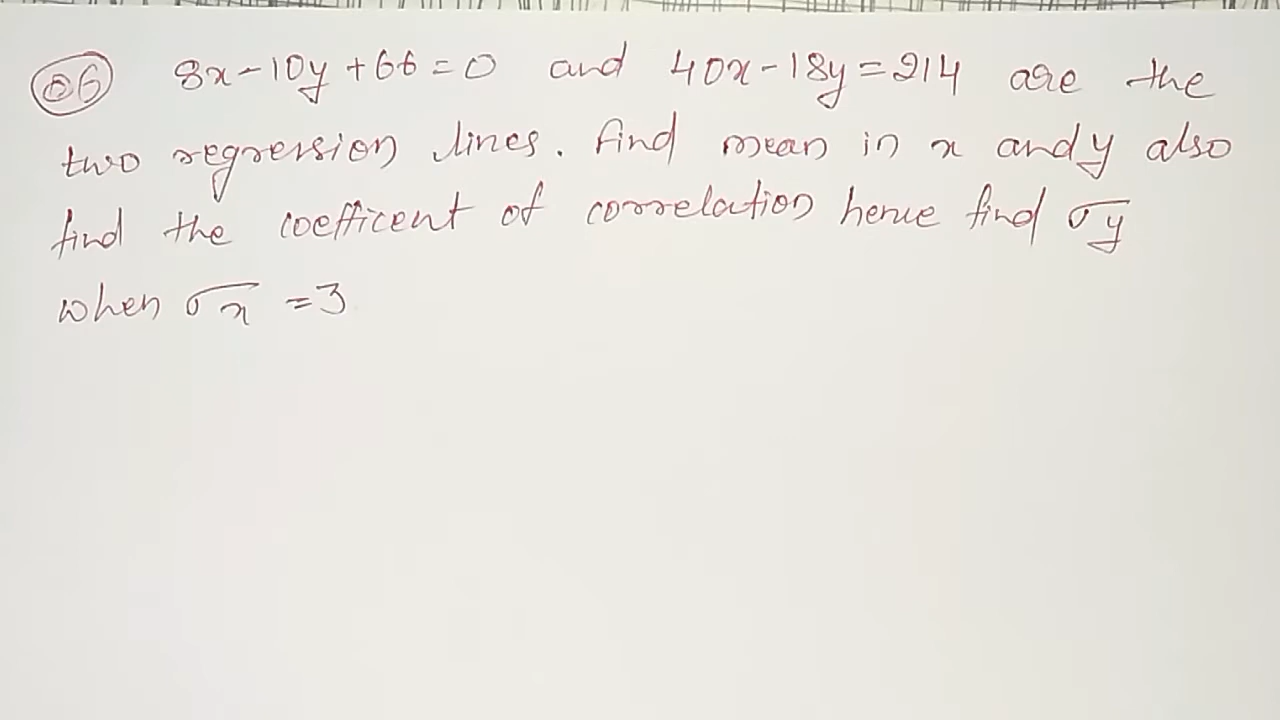 06 8x-10y+66=0 and 40x-18y=214 are the
two regression lines. Find mean in x and y also
find the coefficent of correlation hence find σy
when σx =3